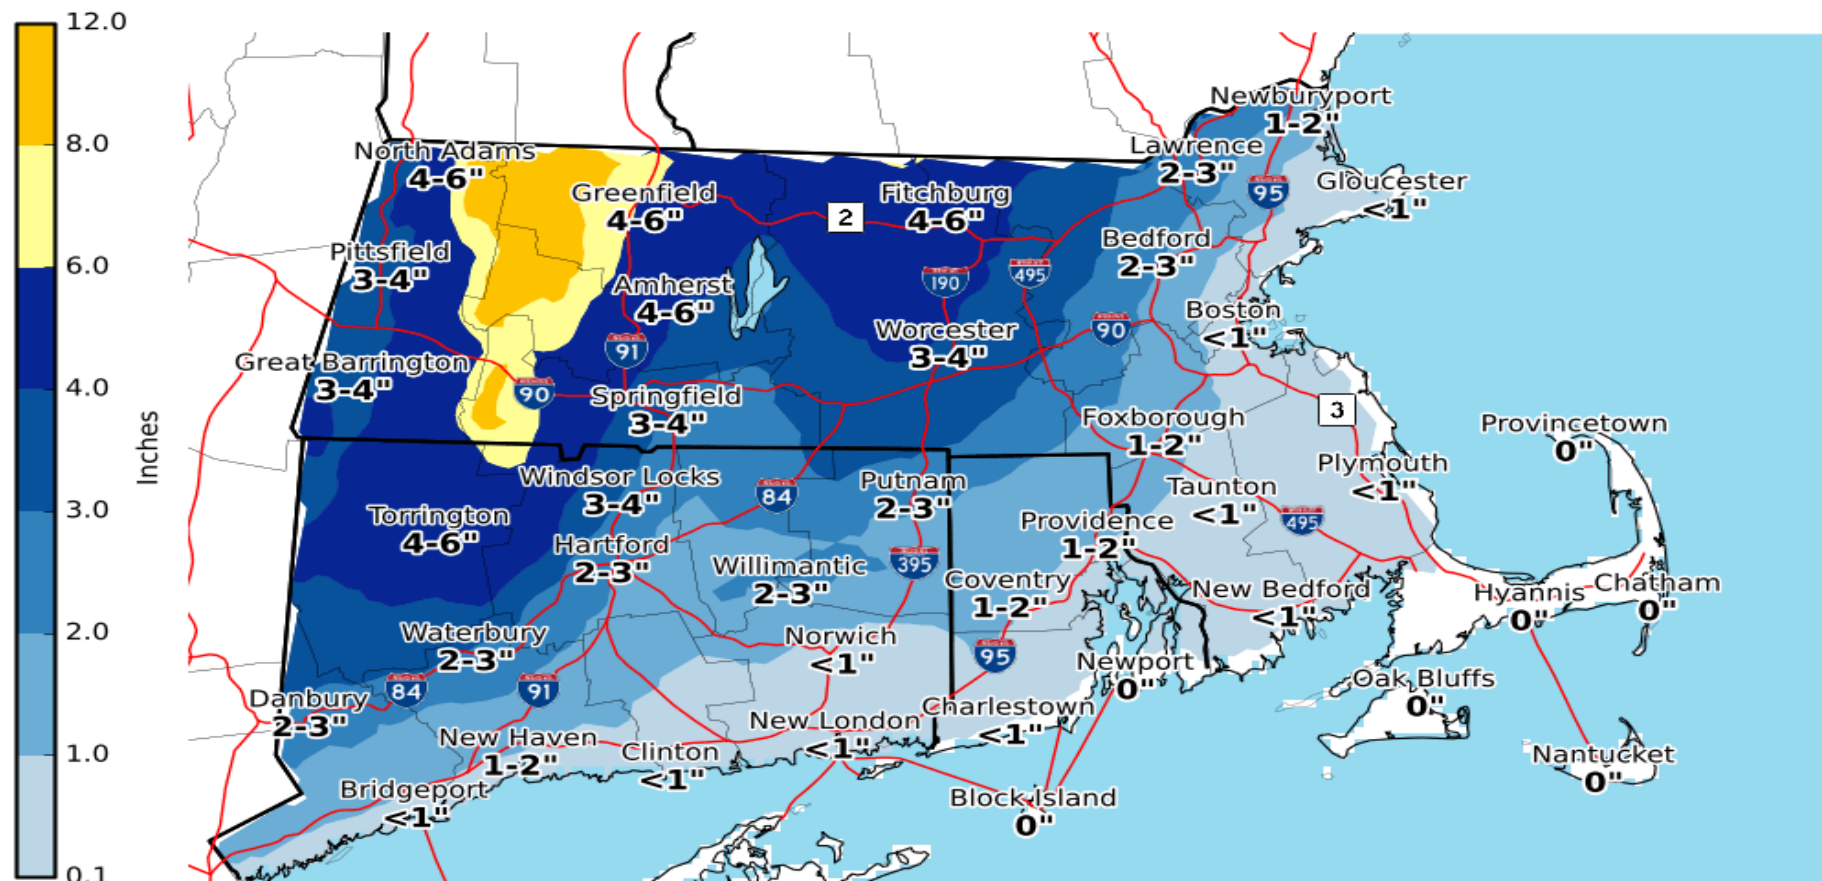 12.0
8.0
6.0
4.0
3.0
2.0
1.0
0.1
Inches
Newburyport
1-2"
North Adams
4-6"
Lawrence
2-3"
Greenfield
4-6"
Fitchburg
4-6"
95
Gloucester
<1"
2
Pittsfield
3-4"
Bedford
2-3"
Amherst
4-6"
190
495
Boston
<1"
Worcester
3-4"
90
91
Great Barrington
3-4"
90
Springfield
3-4"
Foxborough
1-2"
3
Provincetown
0"
Plymouth
<1"
Windsor Locks
3-4"
84
Putnam
2-3"
Taunton
<1"
Torrington
4-6"
Providence
1-2"
495
Hartford
2-3"
Willimantic
2-3"
395
Coventry
1-2"
New Bedford
<1"
Hyannis
0"
Chatham
0"
Waterbury
2-3"
Norwich
<1"
95
Newport
0"
Oak Bluffs
0"
84
91
Danbury
2-3"
Charlestown
<1"
New London
<1"
New Haven
1-2"
Clinton
<1"
Nantucket
0"
Bridgeport
<1"
Block Island
0"